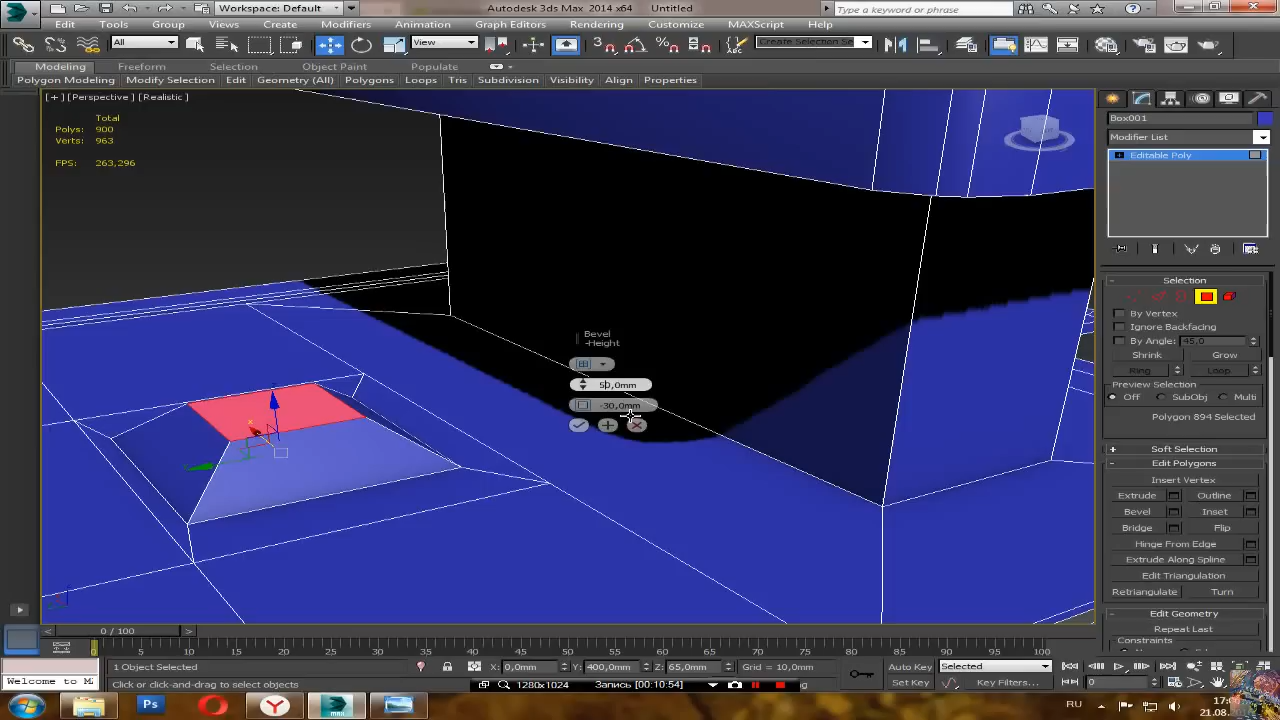 Workspace: Default
Autodesk 3ds Max 2014 x64 Untitled
Type a keyword or phrase
Edit Tools Group Views Create Modifiers Animation Graph Editors Rendering Customize MAXScript Help
All
View
Create Selection Se
Modeling Freeform Selection Object Paint Populate
Polygon Modeling Modify Selection Edit Geometry (All) Polygons Loops Tris Subdivision Visibility Align Properties
[+] [Perspective] [Realistic]
Total
Polys: 900
Verts: 963
FPS: 263,296
Bevel
-Height
50,0mm
-30,0mm
Box001
Modifier List
Editable Poly
Selection
By Vertex
Ignore Backfacing
By Angle: 45,0
Shrink Grow
Ring Loop
Preview Selection
Off SubObj Multi
Polygon 894 Selected
Soft Selection
Edit Polygons
Insert Vertex
Extrude Outline
Bevel Inset
Bridge Flip
Hinge From Edge
Extrude Along Spline
Edit Triangulation
Retriangulate Turn
Edit Geometry
Repeat Last
Constraints
0 / 100
0 5 10 15 20 25 30 35 40 45 50 55 60 65 70 75 80 85 90 95 100
1 Object Selected
X: 0,0mm Y: 400,0mm Z: 65,0mm Grid = 10,0mm
Auto Key Selected
Welcome to M
Click or click-and-drag to select objects
1280x1024 Запись [00:10:54]
Set Key Key Filters...
0
Ps
RU